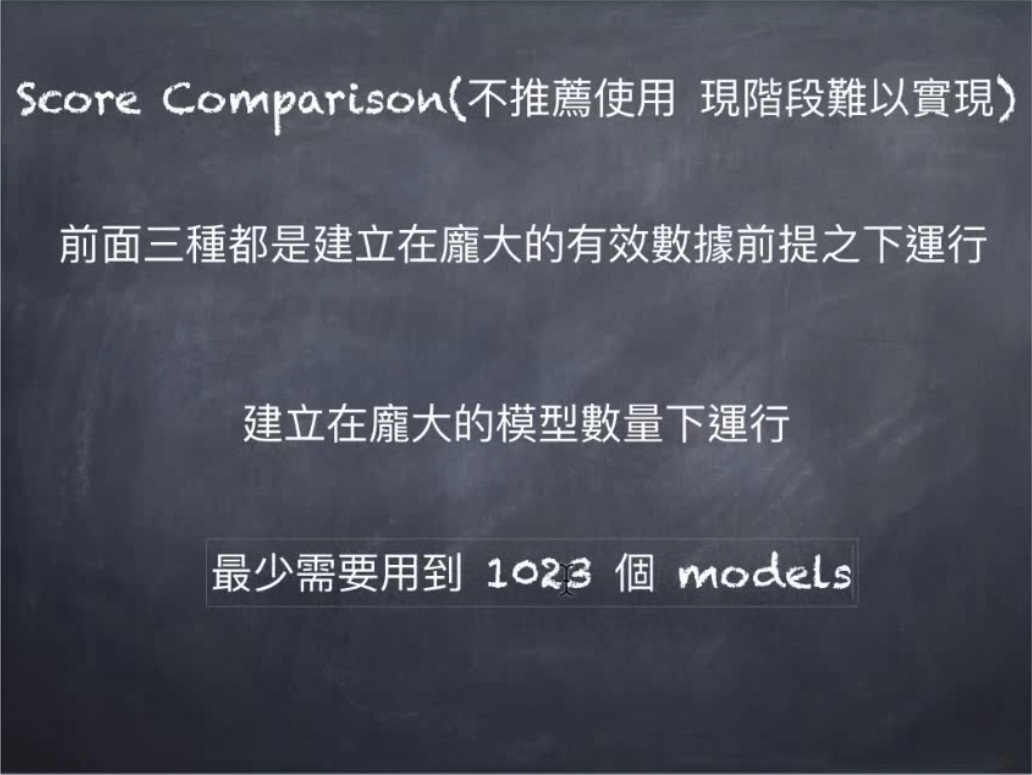 Score Comparison(不推薦使用 現階段難以實現)
前面三種都是建立在龐大的有效數據前提之下運行
建立在龐大的模型數量下運行
最少需要用到 1023 個 models